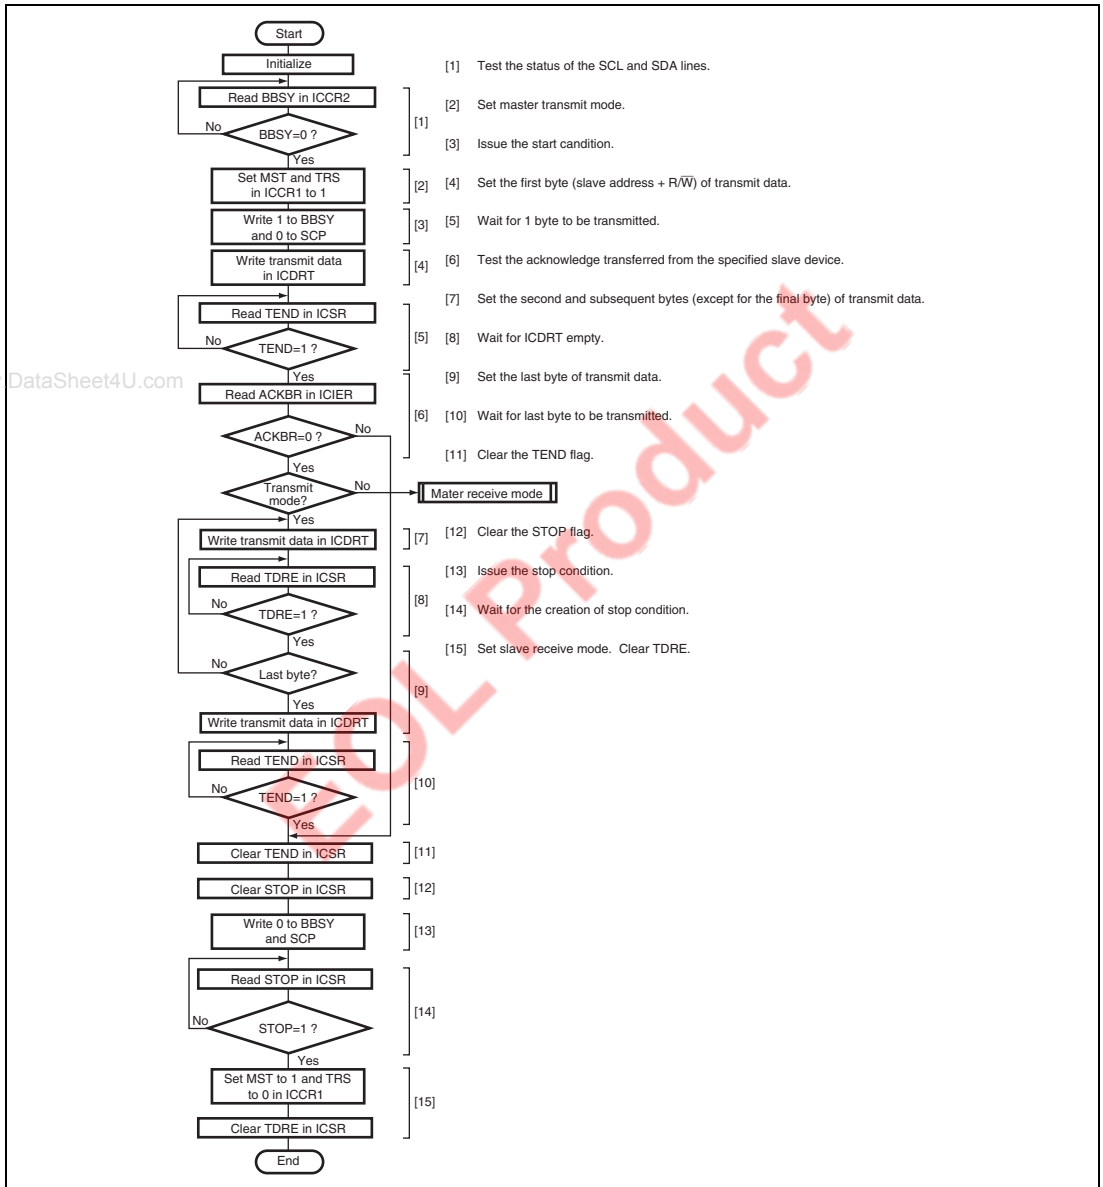 Start
Initialize
Read BBSY in ICCR2
No
BBSY=0 ?
[1]
Yes
Set MST and TRS
in ICCR1 to 1
[2]
Write 1 to BBSY
and 0 to SCP
[3]
Write transmit data
in ICDRT
[4]
Read TEND in ICSR
No
TEND=1 ?
[5]
Yes
Read ACKBR in ICIER
[6]
ACKBR=0 ?
No
Yes
Transmit
mode?
No
Mater receive mode
Yes
Write transmit data in ICDRT
[7]
Read TDRE in ICSR
No
TDRE=1 ?
[8]
Yes
No
Last byte?
[9]
Yes
Write transmit data in ICDRT
Read TEND in ICSR
No
TEND=1 ?
[10]
Yes
Clear TEND in ICSR
[11]
Clear STOP in ICSR
[12]
Write 0 to BBSY
and SCP
[13]
Read STOP in ICSR
[14]
No
STOP=1 ?
Yes
Set MST to 1 and TRS
to 0 in ICCR1
[15]
Clear TDRE in ICSR
End
[1] Test the status of the SCL and SDA lines.
[2] Set master transmit mode.
[3] Issue the start candition.
[4] Set the first byte (slave address + R/W̅) of transmit data.
[5] Wait for 1 byte to be transmitted.
[6] Test the acknowledge transferred from the specified slave device.
[7] Set the second and subsequent bytes (except for the final byte) of transmit data.
[8] Wait for ICDRT empty.
[9] Set the last byte of transmit data.
[10] Wait for last byte to be transmitted.
[11] Clear the TEND flag.
[12] Clear the STOP flag.
[13] Issue the stop condition.
[14] Wait for the creation of stop condition.
[15] Set slave receive mode. Clear TDRE.
.DataSheet4U.com
EOL Product